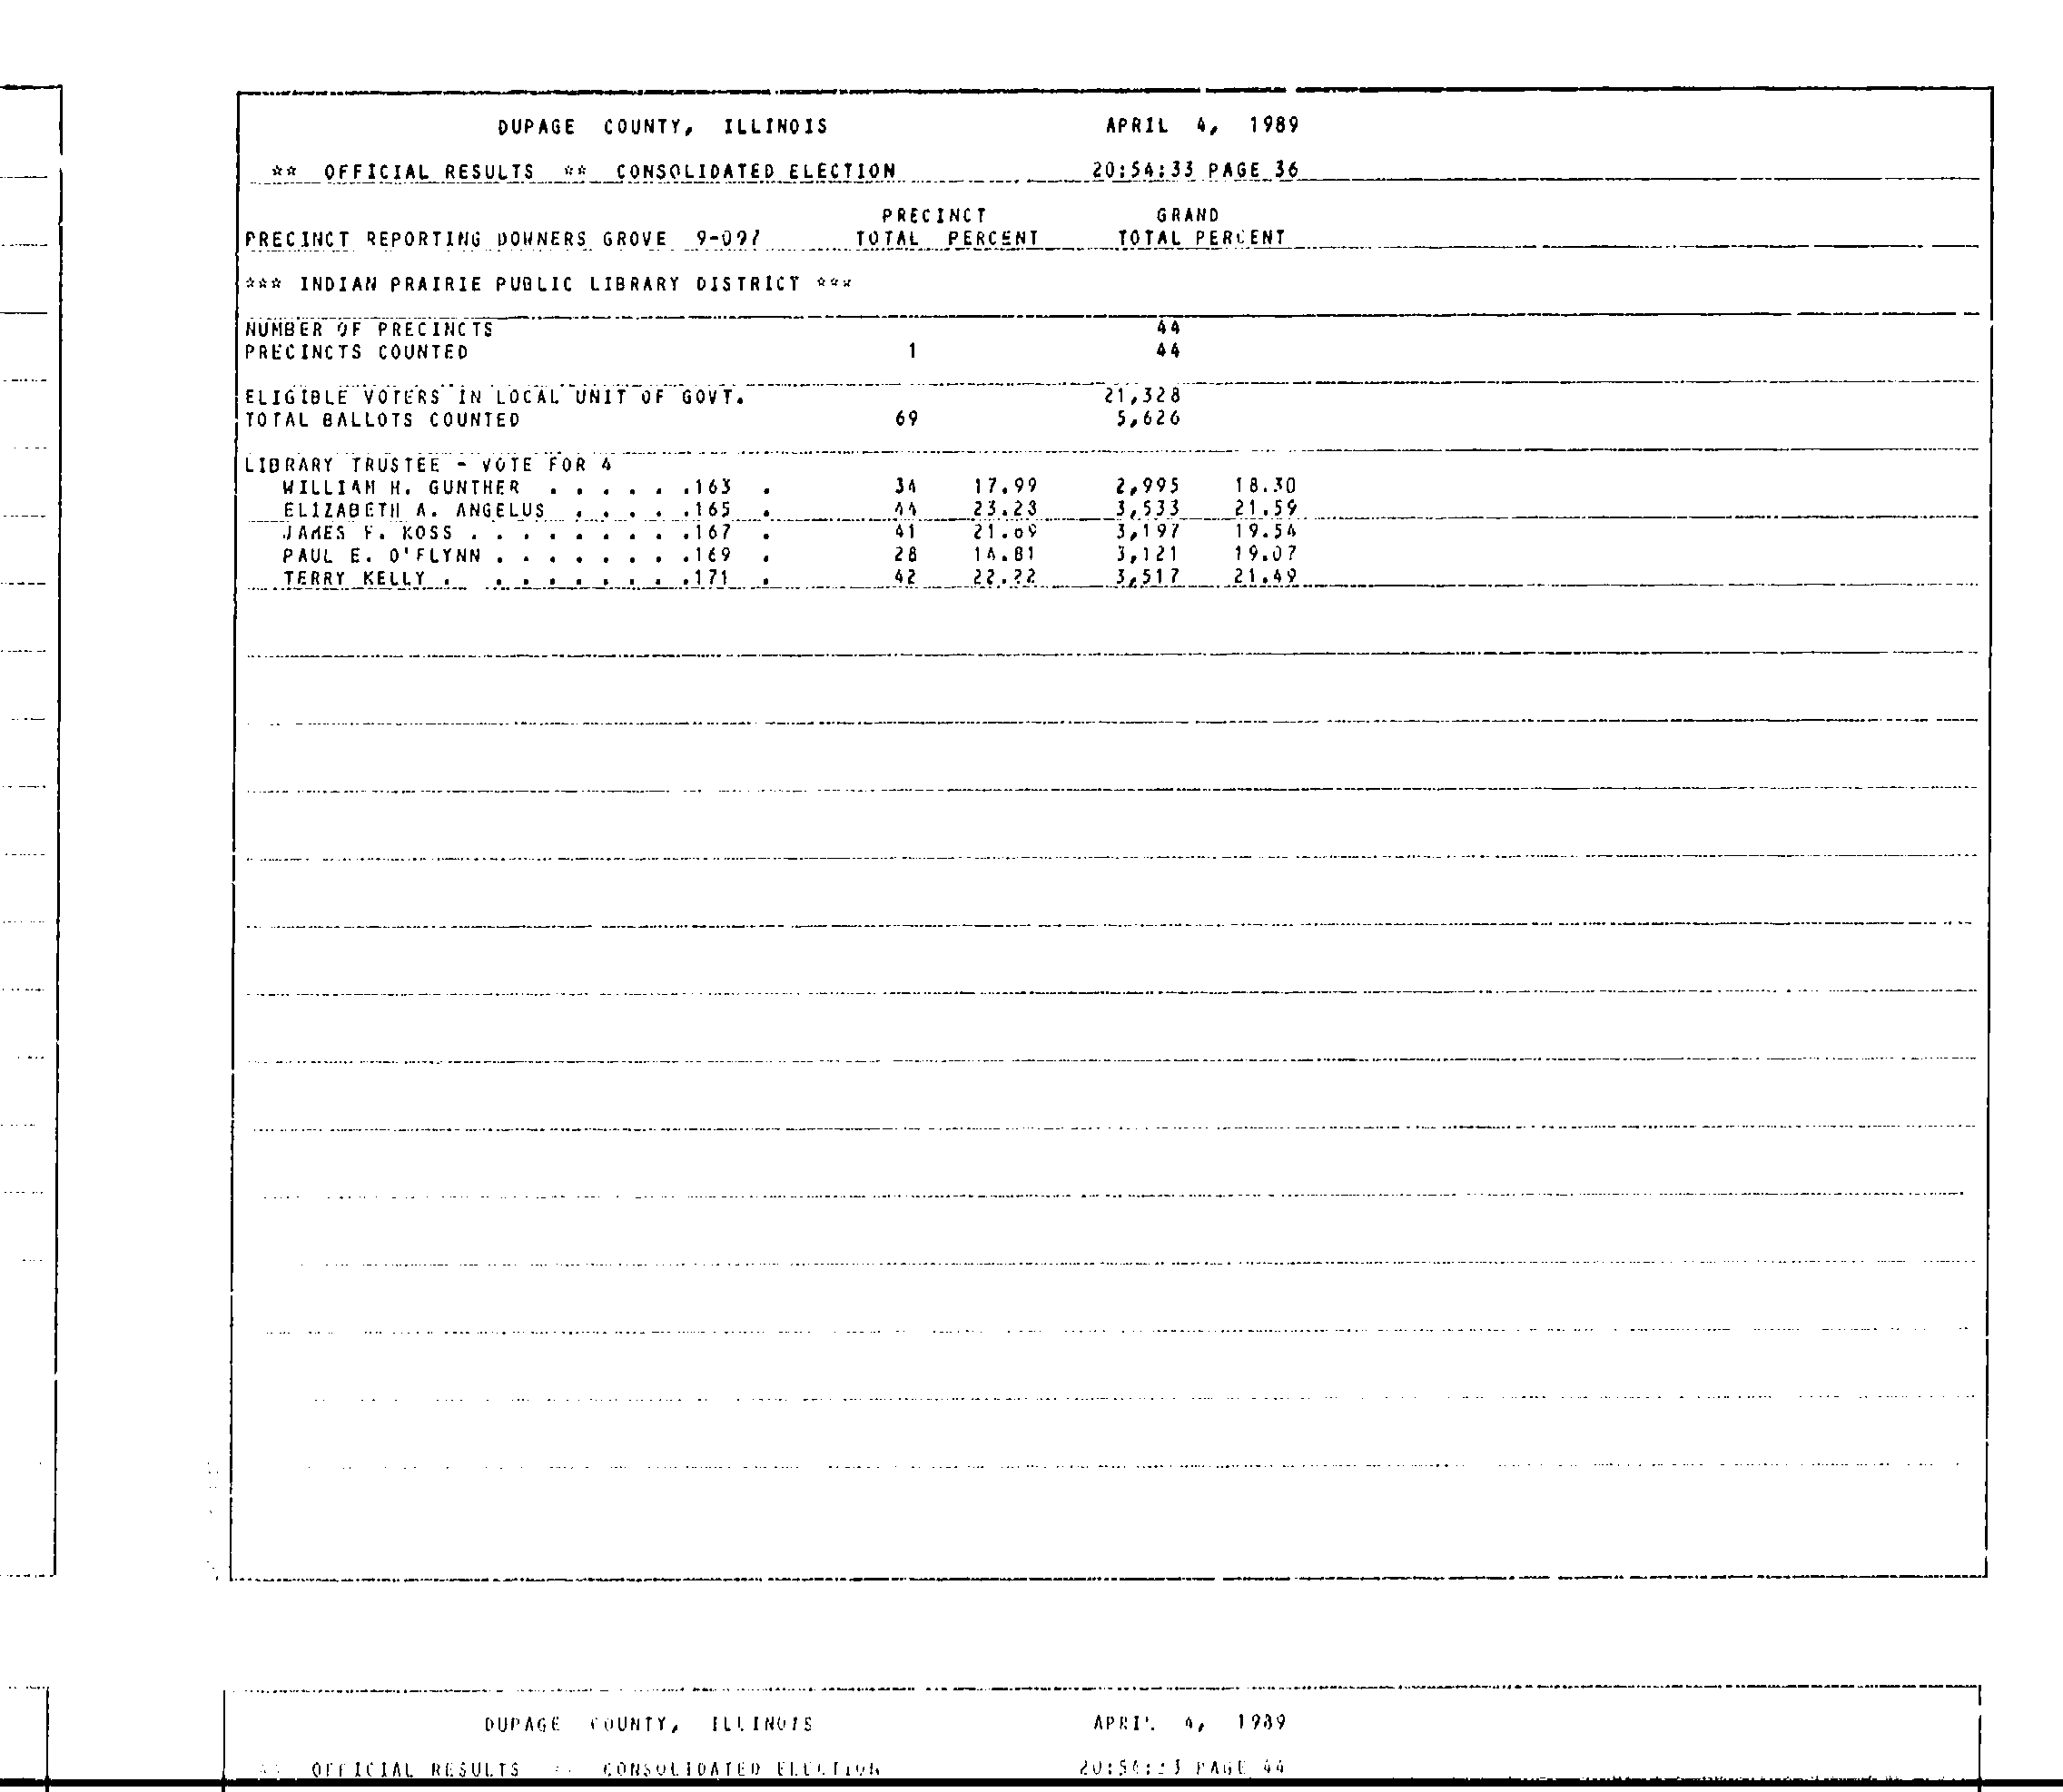 DUPAGE COUNTY, ILLINOIS APRIL 4, 1989
** OFFICIAL RESULTS ** CONSOLIDATED ELECTION 20:54:33 PAGE 36
PRECINCT GRAND
PRECINCT REPORTING DOWNERS GROVE 9-097 TOTAL PERCENT TOTAL PERCENT
*** INDIAN PRAIRIE PUBLIC LIBRARY DISTRICT ***
NUMBER OF PRECINCTS 44
PRECINCTS COUNTED 1 44
ELIGIBLE VOTERS IN LOCAL UNIT OF GOVT. 21,328
TOTAL BALLOTS COUNTED 69 5,626
LIBRARY TRUSTEE - VOTE FOR 4
WILLIAM H. GUNTHER . . . . . .163 . 34 17.99 2,995 18.30
ELIZABETH A. ANGELUS . . . . .165 . 44 23.28 3,533 21.59
JAMES F. KOSS . . . . . . . . .167 . 41 21.69 3,197 19.54
PAUL E. O'FLYNN . . . . . . . .169 . 28 14.81 3,121 19.07
TERRY KELLY . . . . . . . . .171 . 42 22.22 3,517 21.49
DUPAGE COUNTY, ILLINOIS APRIL 4, 1989
OFFICIAL RESULTS CONSOLIDATED ELECTION PAGE 44